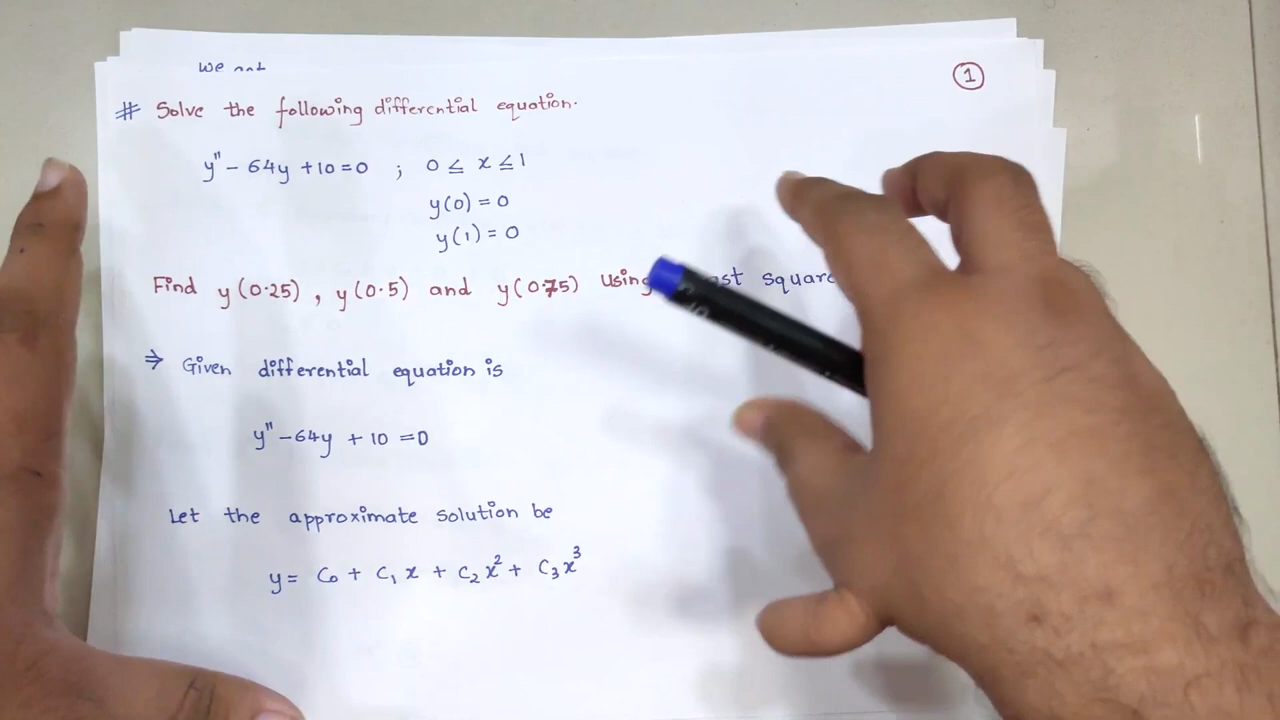 we
1
# Solve the following differential equation.
y" - 64y + 10 = 0 ; 0 ≤ x ≤ 1
y(0) = 0
y(1) = 0
Find y(0.25), y(0.5) and y(0.75) using square
⇒ Given differential equation is
y" - 64y + 10 = 0
Let the approximate solution be
y = C₀ + C₁ x + C₂ x² + C₃ x³